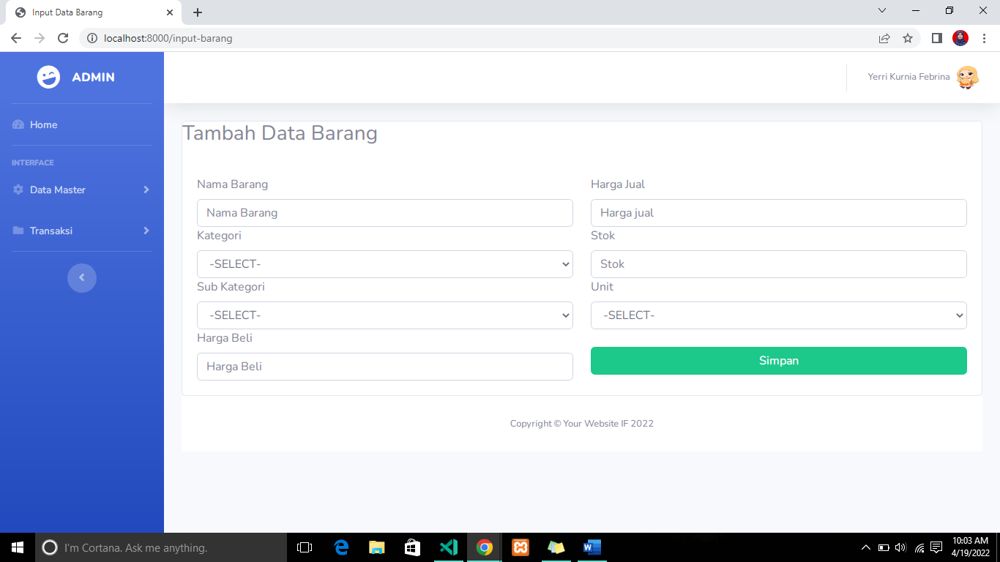 Input Data Barang
localhost:8000/input-barang
ADMIN
Yerri Kurnia Febrina
Home
INTERFACE
Data Master
Transaksi
Tambah Data Barang
Nama Barang
Nama Barang
Kategori
-SELECT-
Sub Kategori
-SELECT-
Harga Beli
Harga Beli
Harga Jual
Harga jual
Stok
Stok
Unit
-SELECT-
Simpan
Copyright © Your Website IF 2022
I'm Cortana. Ask me anything.
10:03 AM
4/19/2022